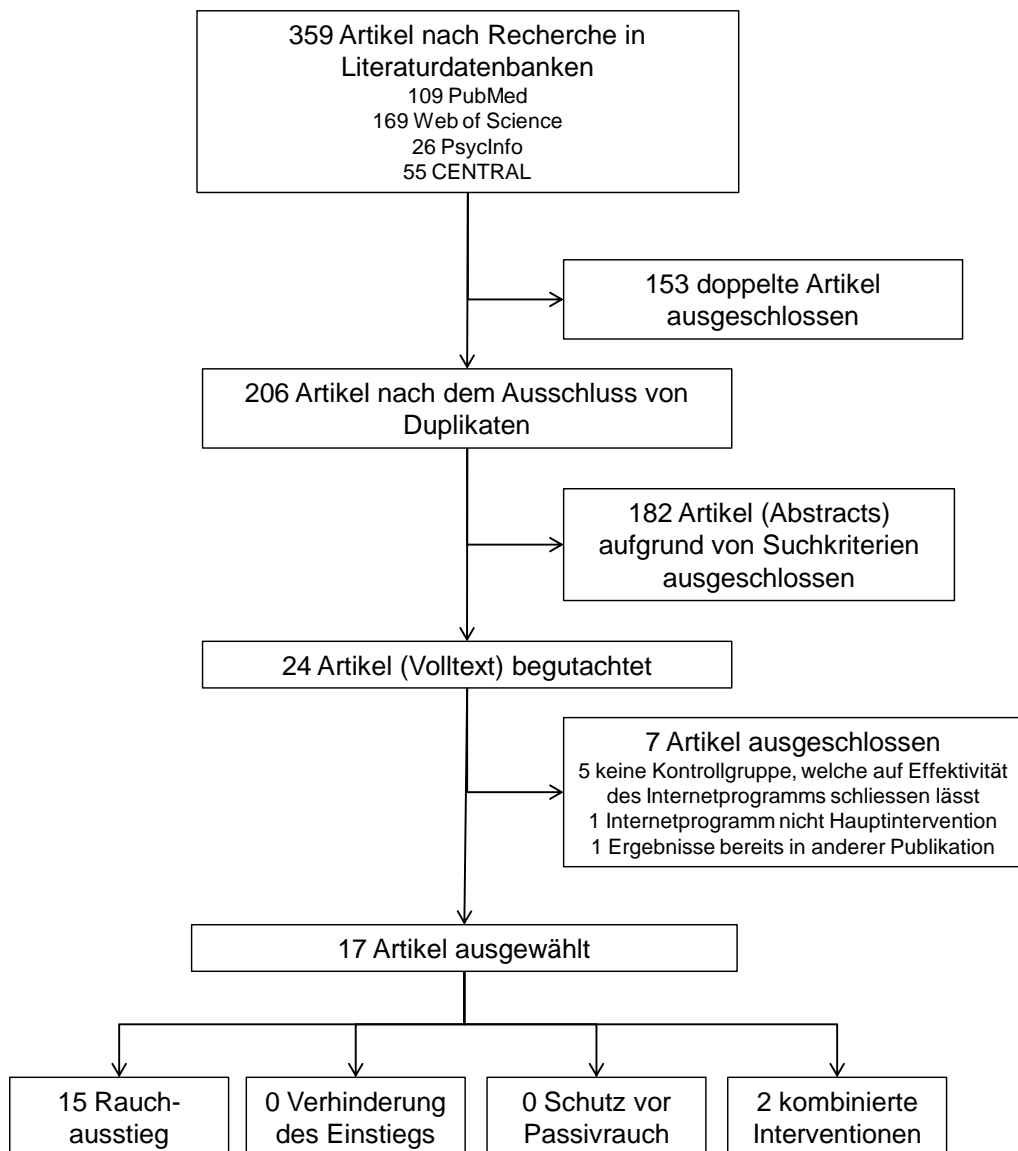 359 Artikel nach Recherche in
Literaturdatenbanken
109 PubMed
169 Web of Science
26 PsycInfo
55 CENTRAL
153 doppelte Artikel
ausgeschlossen
206 Artikel nach dem Ausschluss von
Duplikaten
182 Artikel (Abstracts)
aufgrund von Suchkriterien
ausgeschlossen
24 Artikel (Volltext) begutachtet
7 Artikel ausgeschlossen
5 keine Kontrollgruppe, welche auf Effektivität
des Internetprogramms schliessen lässt
1 Internetprogramm nicht Hauptintervention
1 Ergebnisse bereits in anderer Publikation
17 Artikel ausgewählt
15 Rauch-
ausstieg
0 Verhinderung
des Einstiegs
0 Schutz vor
Passivrauch
2 kombinierte
Interventionen